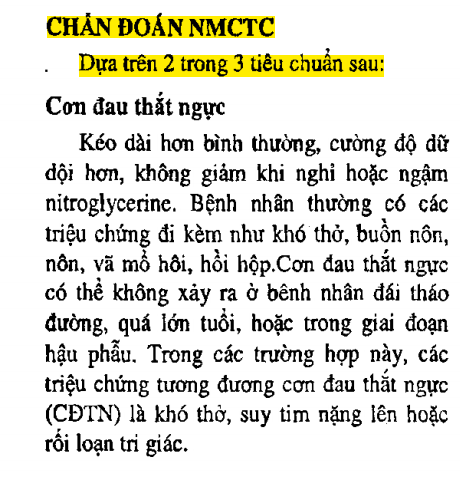 CHẨN ĐOÁN NMCTC
. Dựa trên 2 trong 3 tiêu chuẩn sau:
Cơn đau thắt ngực
Kéo dài hơn bình thường, cường độ dữ
dội hơn, không giảm khi nghỉ hoặc ngậm
nitroglycerine. Bệnh nhân thường có các
triệu chứng đi kèm như khó thở, buồn nôn,
nôn, vã mồ hôi, hồi hộp.Cơn đau thắt ngực
có thể không xảy ra ở bênh nhân đái tháo
đường, quá lớn tuổi, hoặc trong giai đoạn
hậu phẫu. Trong các trường hợp này, các
triệu chứng tương đương cơn đau thắt ngực
(CĐTN) là khó thở, suy tim nặng lên hoặc
rối loạn tri giác.